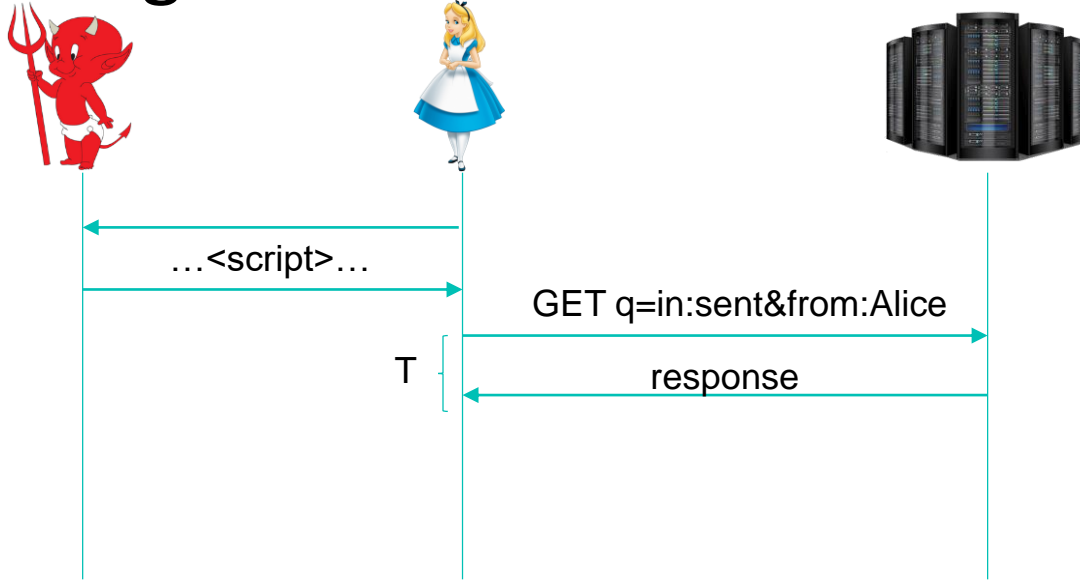 …<script>…
GET q=in:sent&from:Alice
T
response